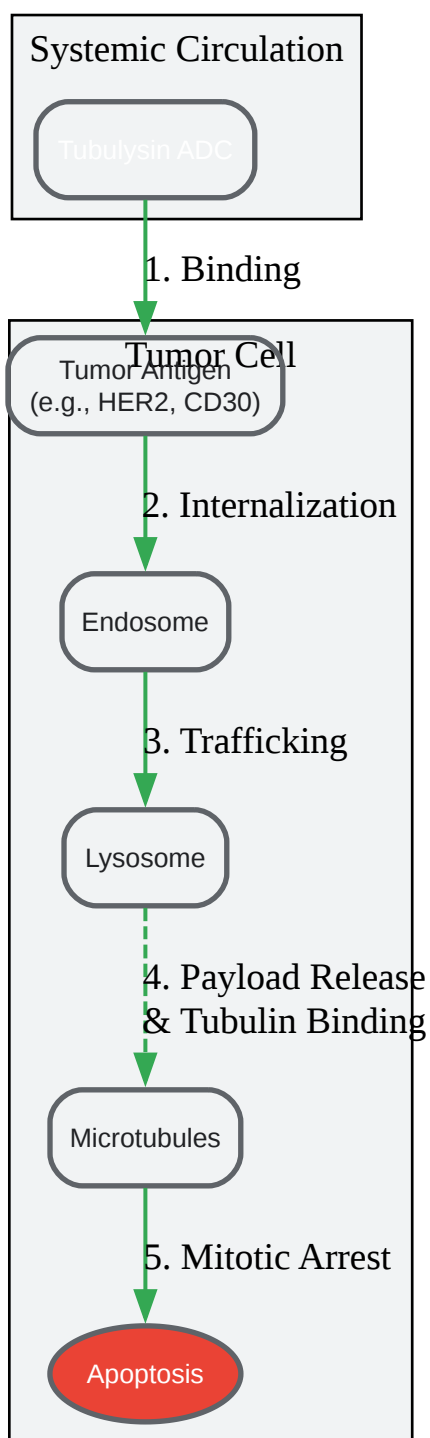 Systemic Circulation
Tubulysin ADC
1. Binding
Tumor Cell
Tumor Antigen
(e.g., HER2, CD30)
2. Internalization
Endosome
3. Trafficking
Lysosome
4. Payload Release
& Tubulin Binding
Microtubules
5. Mitotic Arrest
Apoptosis